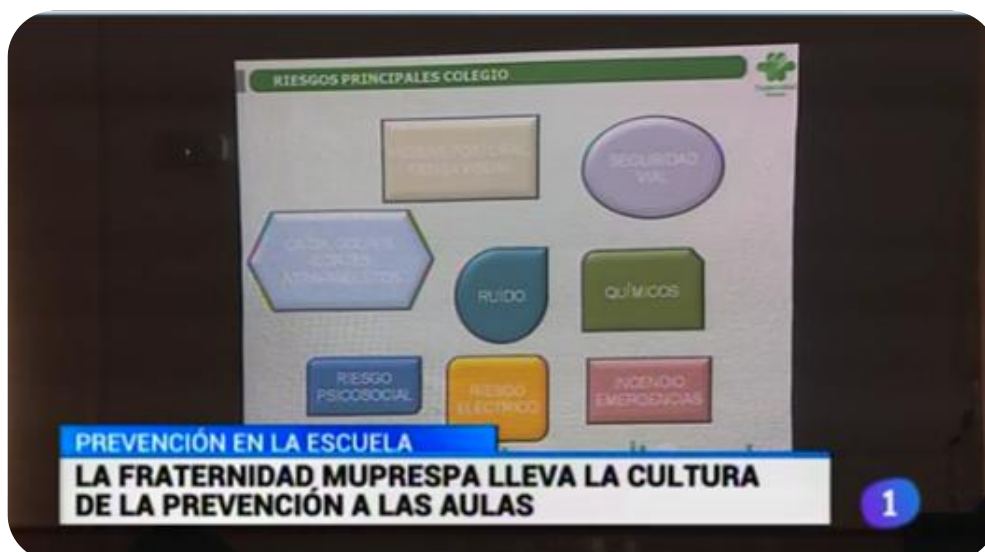 RIESGOS PRINCIPALES COLEGIO
SEGURIDAD
VIAL
RUIDO
QUÍMICOS
RIESGO
PSICOSOCIAL
RIESGO
ELÉCTRICO
INCENDIO
EMERGENCIAS
PREVENCIÓN EN LA ESCUELA
LA FRATERNIDAD MUPRESPA LLEVA LA CULTURA
DE LA PREVENCIÓN A LAS AULAS
1